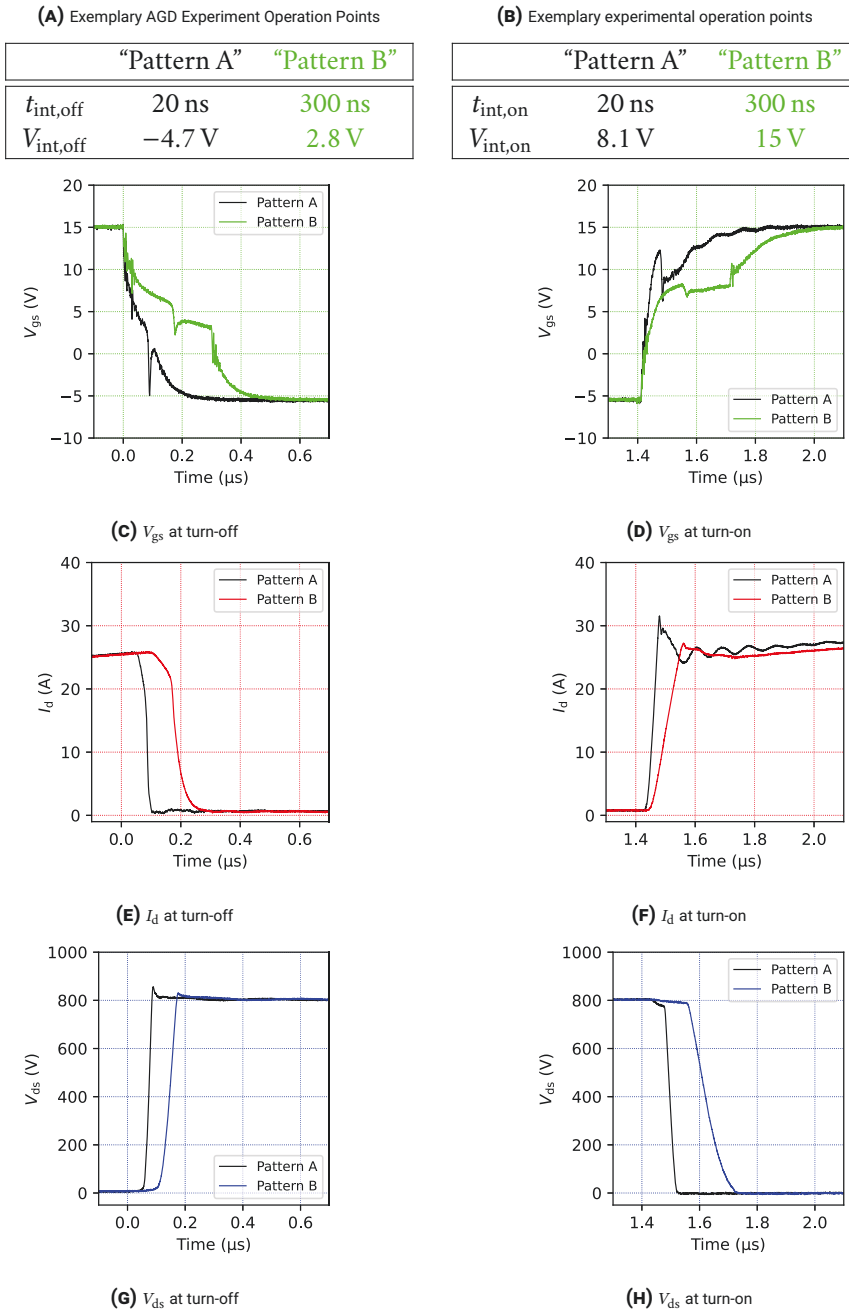 (A) Exemplary AGD Experiment Operation Points
“Pattern A” “Pattern B”
t_int,off 20 ns 300 ns
V_int,off −4.7 V 2.8 V
(B) Exemplary experimental operation points
“Pattern A” “Pattern B”
t_int,on 20 ns 300 ns
V_int,on 8.1 V 15 V
20
15
10
5
0
−5
−10
V_gs (V)
Pattern A
Pattern B
0.0 0.2 0.4 0.6
Time (μs)
(C) V_gs at turn-off
20
15
10
5
0
−5
−10
V_gs (V)
Pattern A
Pattern B
1.4 1.6 1.8 2.0
Time (μs)
(D) V_gs at turn-on
40
30
20
10
0
I_d (A)
Pattern A
Pattern B
0.0 0.2 0.4 0.6
Time (μs)
(E) I_d at turn-off
40
30
20
10
0
I_d (A)
Pattern A
Pattern B
1.4 1.6 1.8 2.0
Time (μs)
(F) I_d at turn-on
1000
800
600
400
200
0
V_ds (V)
Pattern A
Pattern B
0.0 0.2 0.4 0.6
Time (μs)
(G) V_ds at turn-off
1000
800
600
400
200
0
V_ds (V)
Pattern A
Pattern B
1.4 1.6 1.8 2.0
Time (μs)
(H) V_ds at turn-on